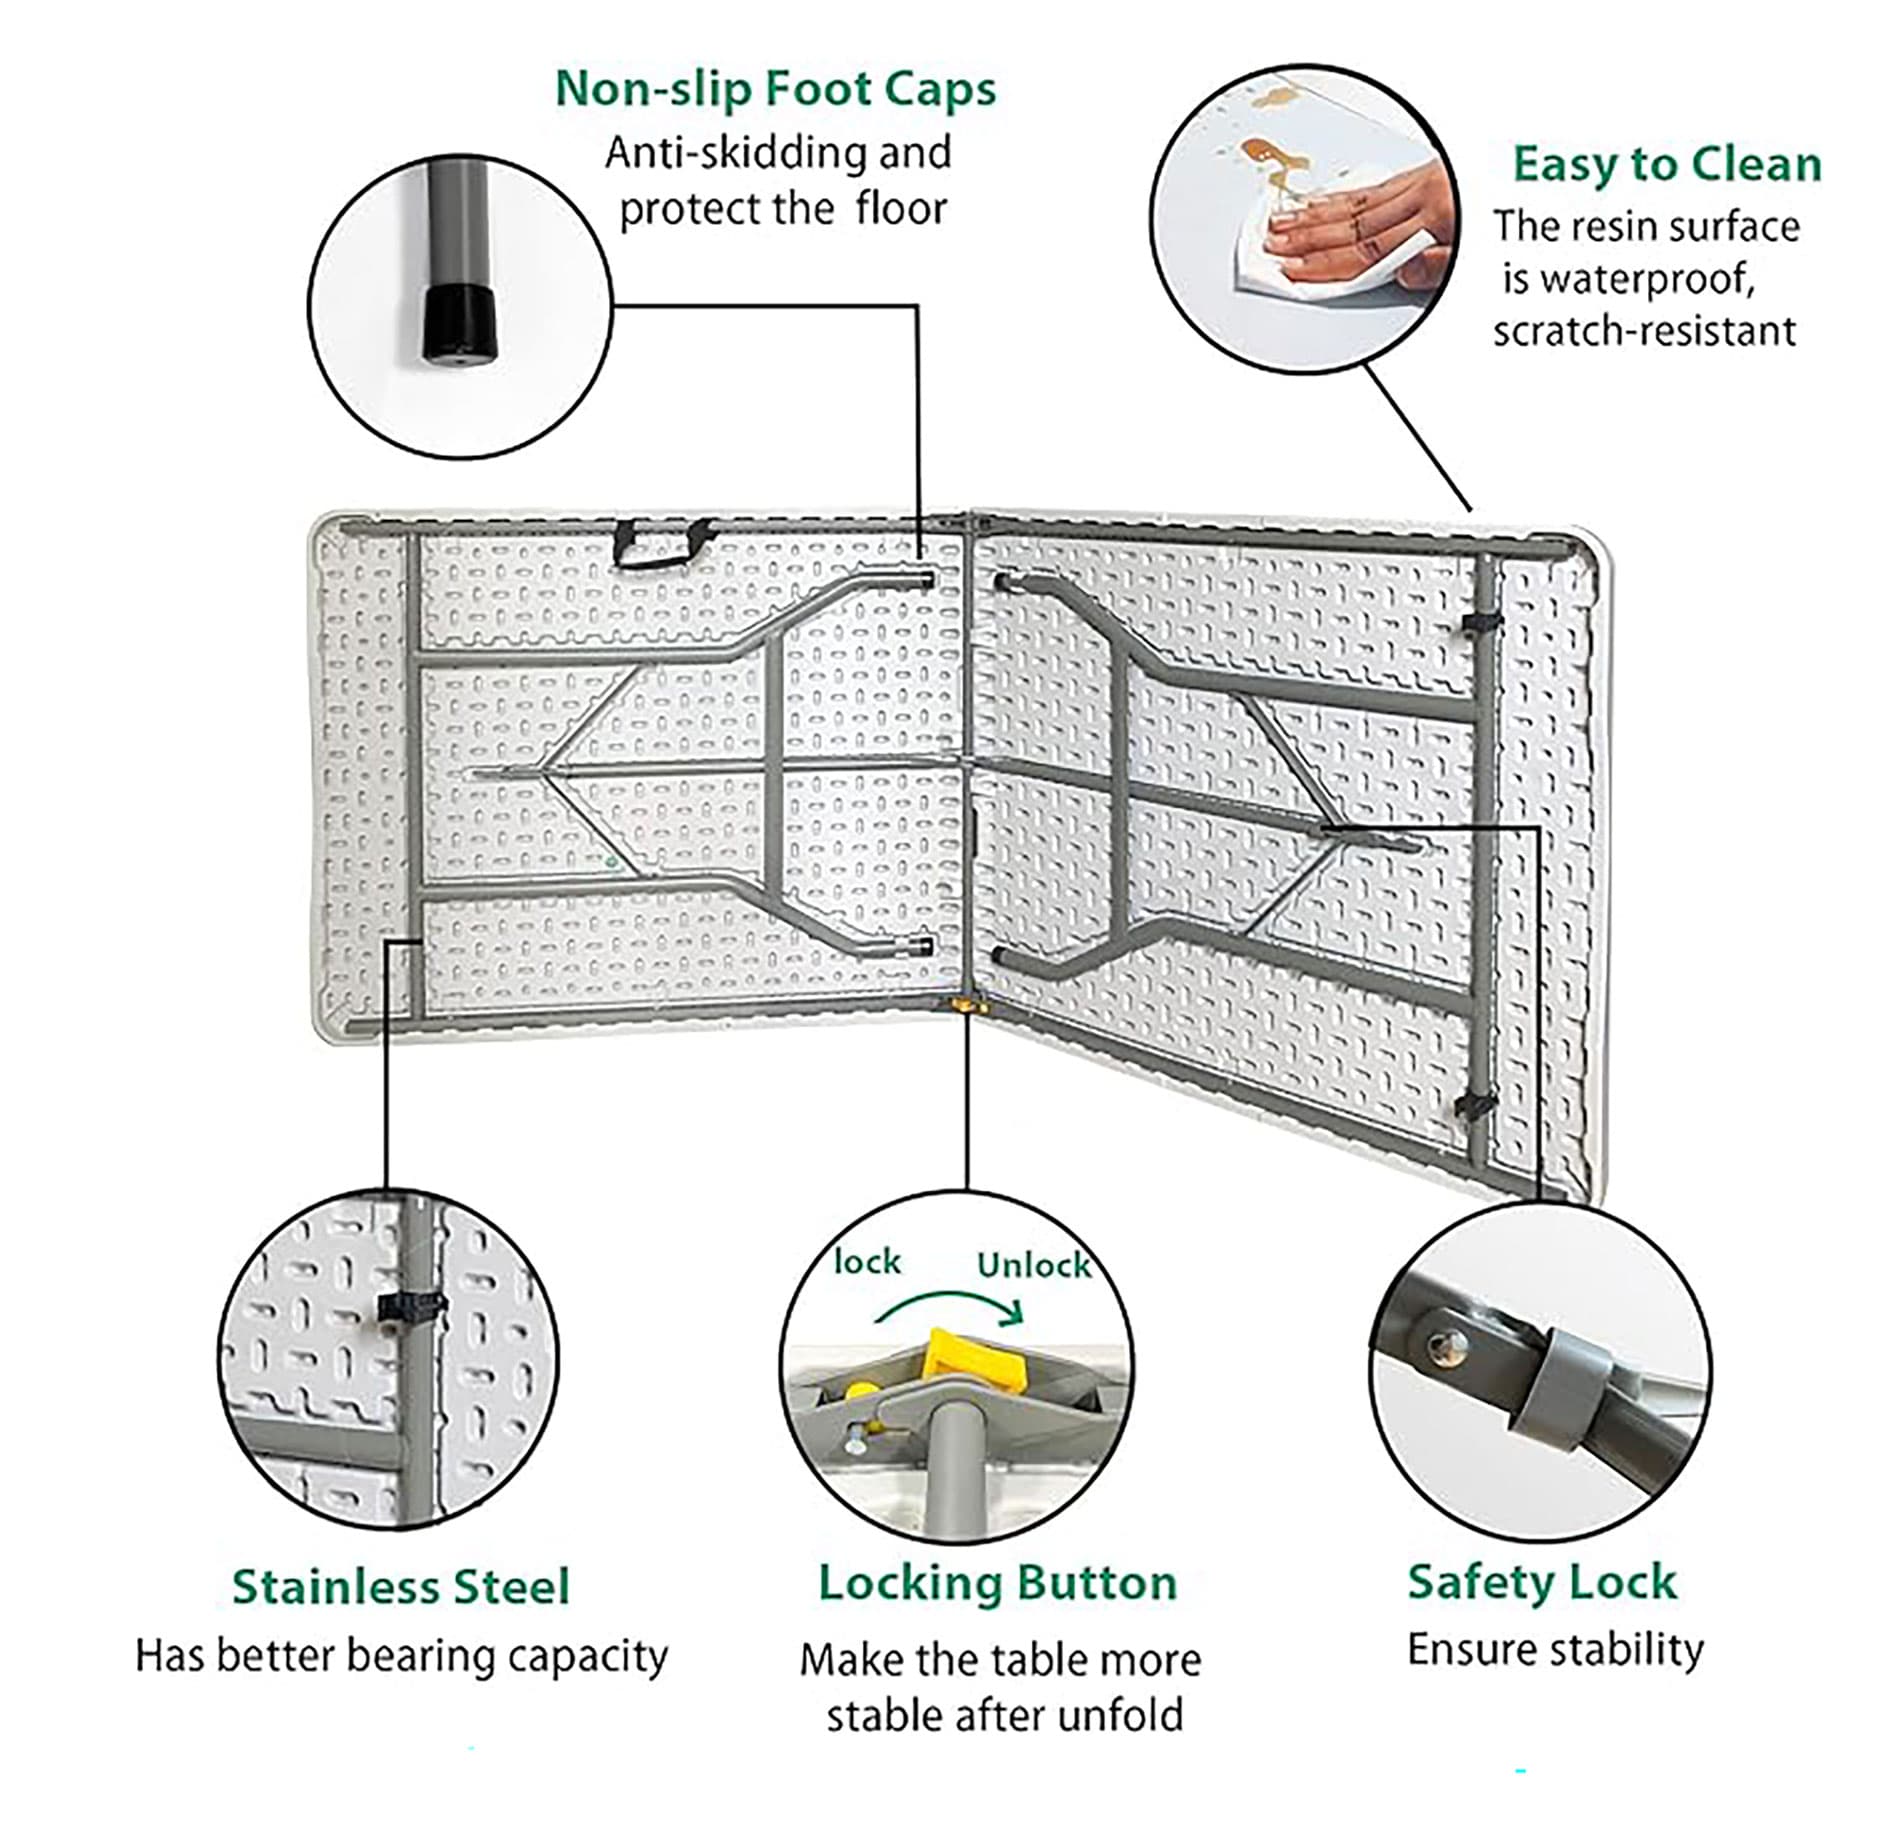 Non-slip Foot Caps
Anti-skidding and
protect the floor
Easy to Clean
The resin surface
is waterproof,
scratch-resistant
lock
Unlock
Stainless Steel
Has better bearing capacity
Locking Button
Make the table more
stable after unfold
Safety Lock
Ensure stability